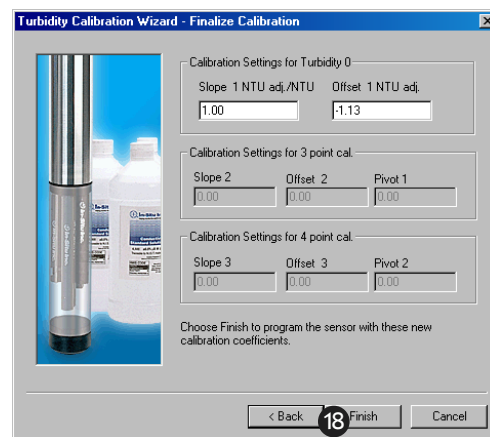 Turbidity Calibration Wizard - Finalize Calibration
Calibration Settings for Turbidity 0
Slope 1 NTU adj./NTU Offset 1 NTU adj.
1.00 -1.13
Calibration Settings for 3 point cal.
Slope 2 Offset 2 Pivot 1
0.00 0.00 0.00
Calibration Settings for 4 point cal.
Slope 3 Offset 3 Pivot 2
0.00 0.00 0.00
Choose Finish to program the sensor with these new
calibration coefficients.
< Back 18 Finish Cancel
In-Situ Inc.